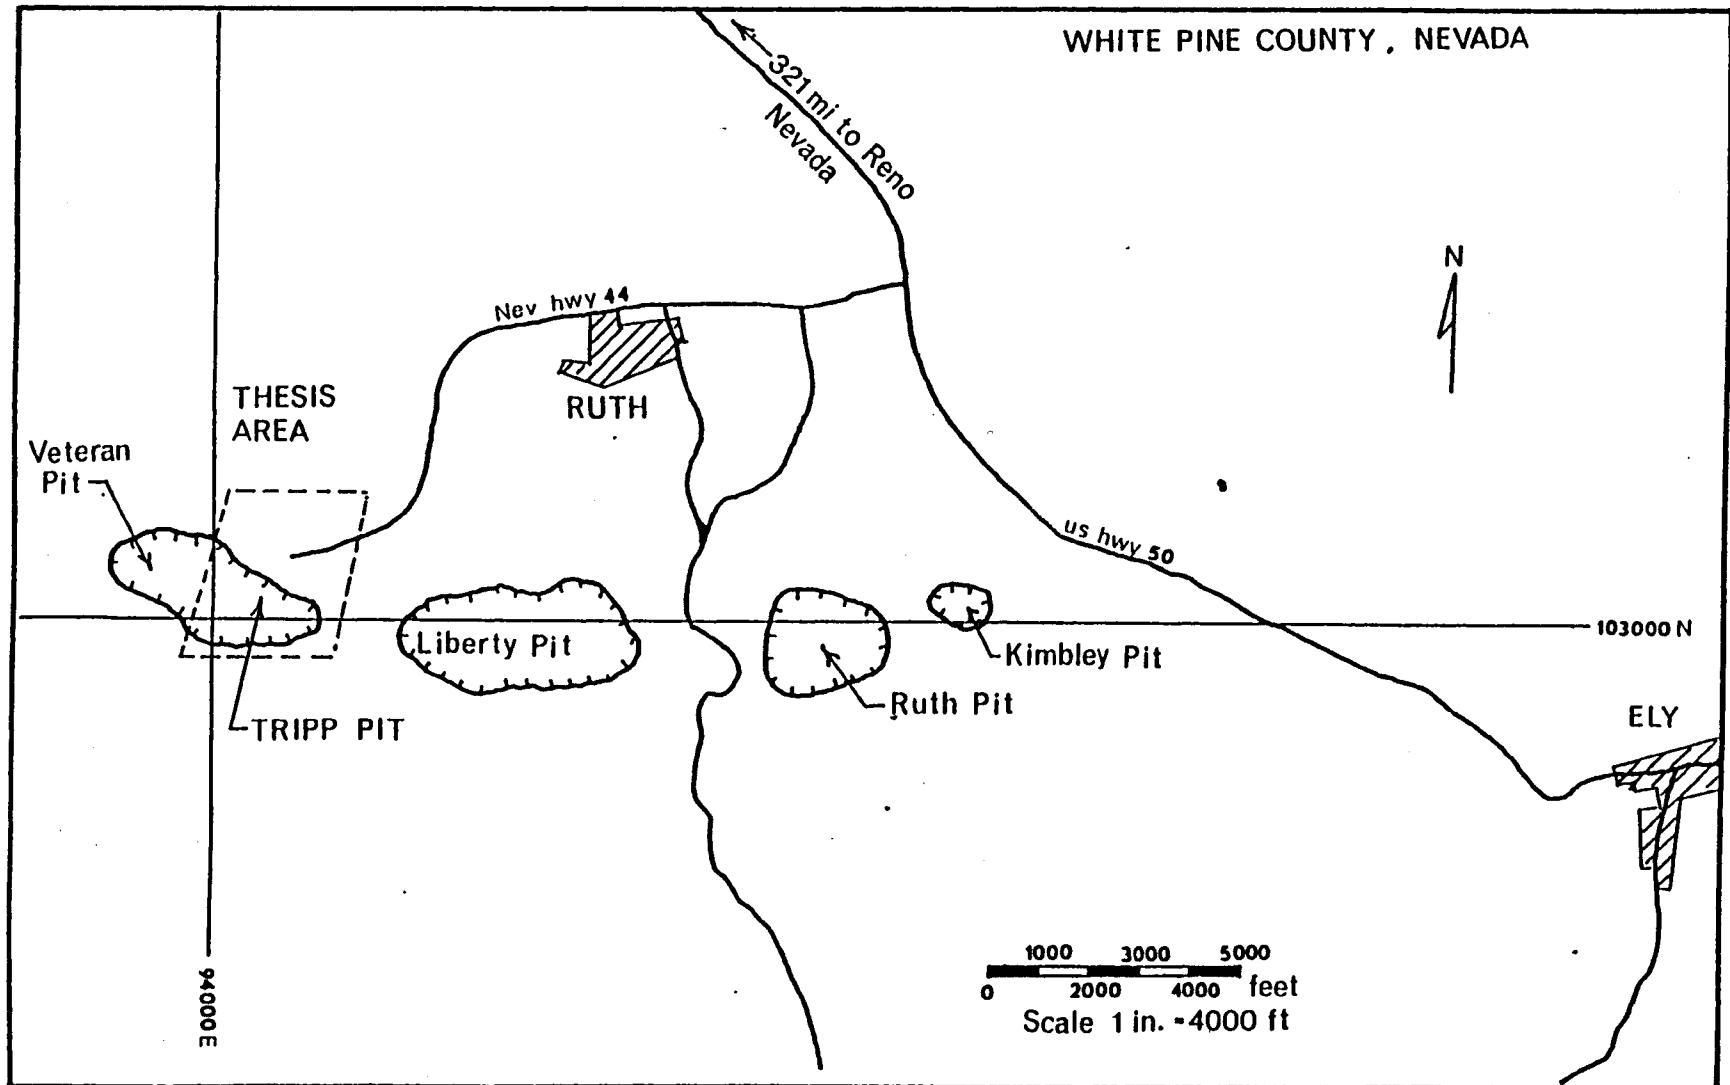 WHITE PINE COUNTY, NEVADA
321 mi to Reno
Nevada
N
Nev hwy 44
THESIS
AREA
RUTH
Veteran
Pit
us hwy 50
103000 N
Liberty Pit
Kimbley Pit
Ruth Pit
TRIPP PIT
ELY
1000 3000 5000
0 2000 4000 feet
Scale 1 in. = 4000 ft
94000E